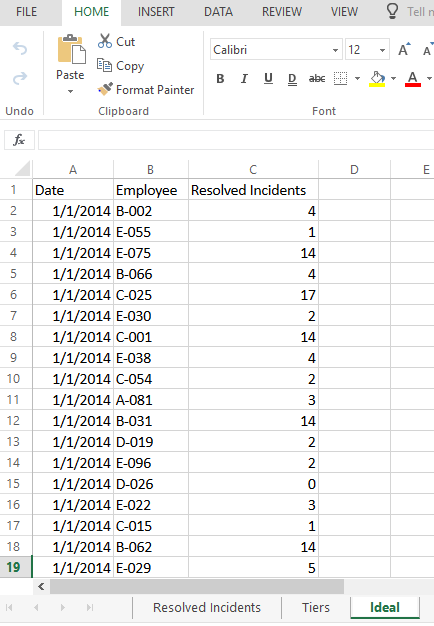 FILE HOME INSERT DATA REVIEW VIEW Tell
Paste Cut
Copy
Format Painter
Calibri 12 A A
B I U D abc A
Undo Clipboard Font
fx
A B C D E
1 Date Employee Resolved Incidents
2 1/1/2014 B-002 4
3 1/1/2014 E-055 1
4 1/1/2014 E-075 14
5 1/1/2014 B-066 4
6 1/1/2014 C-025 17
7 1/1/2014 E-030 2
8 1/1/2014 C-001 14
9 1/1/2014 E-038 4
10 1/1/2014 C-054 2
11 1/1/2014 A-081 3
12 1/1/2014 B-031 14
13 1/1/2014 D-019 2
14 1/1/2014 E-096 2
15 1/1/2014 D-026 0
16 1/1/2014 E-022 3
17 1/1/2014 C-015 1
18 1/1/2014 B-062 14
19 1/1/2014 E-029 5
Resolved Incidents Tiers Ideal